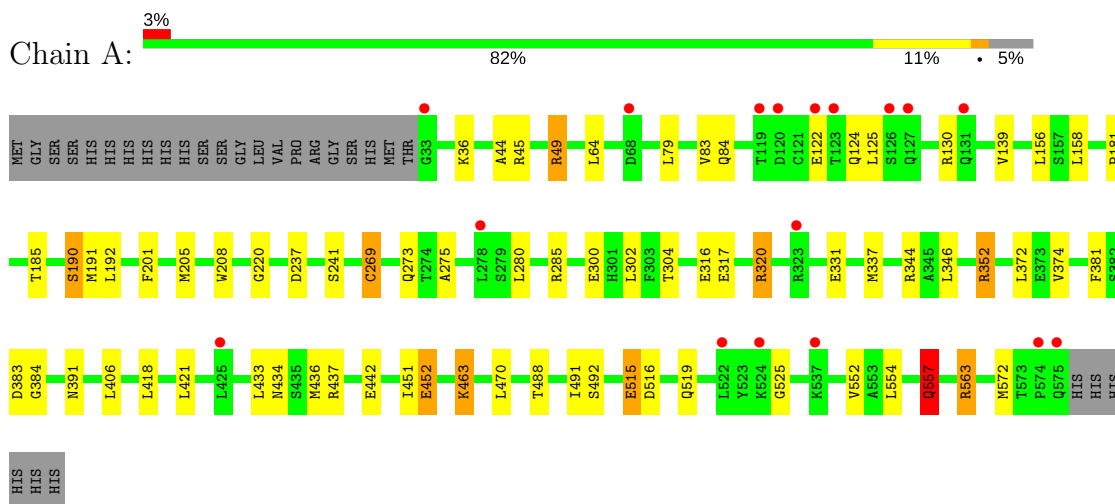 3%
Chain A:
82% 11% • 5%
MET GLY SER SER HIS HIS HIS HIS HIS HIS SER SER GLY LEU VAL PRO ARG GLY SER HIS MET THR G33 K36 A44 R45 R49 L64 D68 L79 V83 Q84 T119 D120 C121 E122 T123 Q124 L125 S126 Q127 R130 Q131 V139 L156 S157 L158
T185 S190 M191 L192 F201 M205 W208 G220 D237 S241 C269 Q273 T274 A275 L278 S279 L280 R285 E300 H301 L302 F303 T304 E316 E317 R320 R323 E331 M337 R344 A345 L346 R352 L372 E373 V374 F381 S382
D383 G384 N391 L406 L418 L421 L425 L433 N434 S435 M436 R437 E442 I451 E452 K463 L470 T488 I491 S492 E515 D516 Q519 L522 Y523 K524 G525 K537 V552 A553 L554 Q557 R563 M572 T573 P574 Q575 HIS HIS HIS
HIS HIS HIS